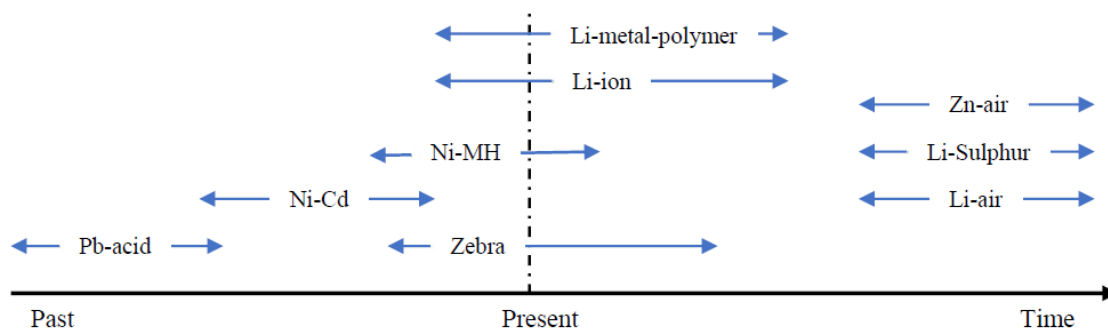 Li-metal-polymer
Li-ion
Zn-air
Ni-MH
Li-Sulphur
Ni-Cd
Li-air
Pb-acid
Zebra
Past
Present
Time